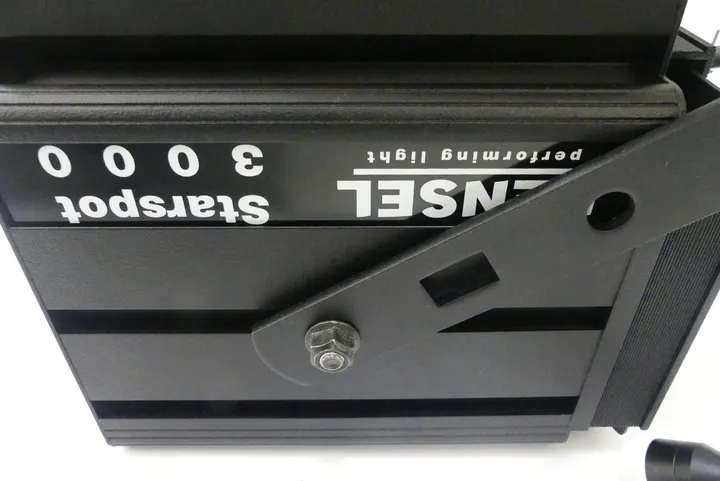 ENSEL
performing light
Starspot
3000